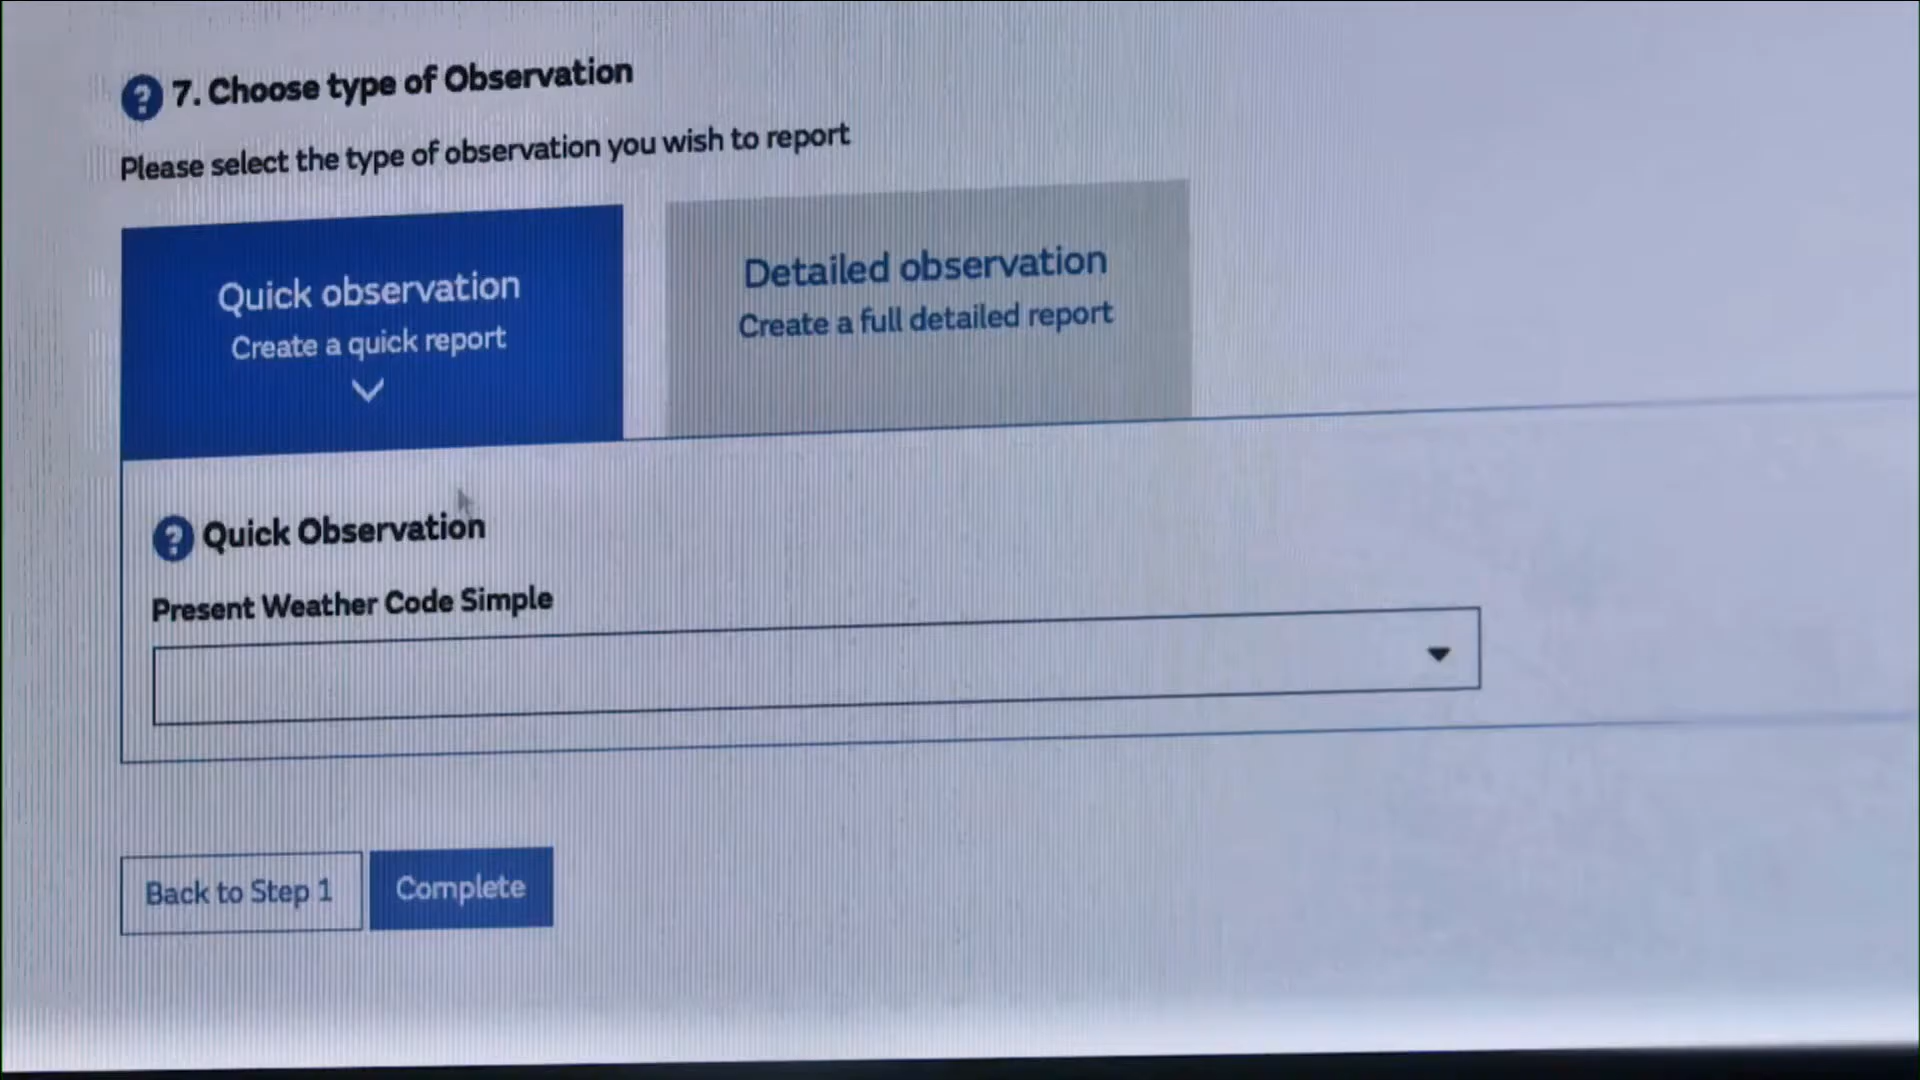 ? 7. Choose type of Observation
Please select the type of observation you wish to report
Quick observation
Create a quick report
Detailed observation
Create a full detailed report
? Quick Observation
Present Weather Code Simple
Back to Step 1
Complete